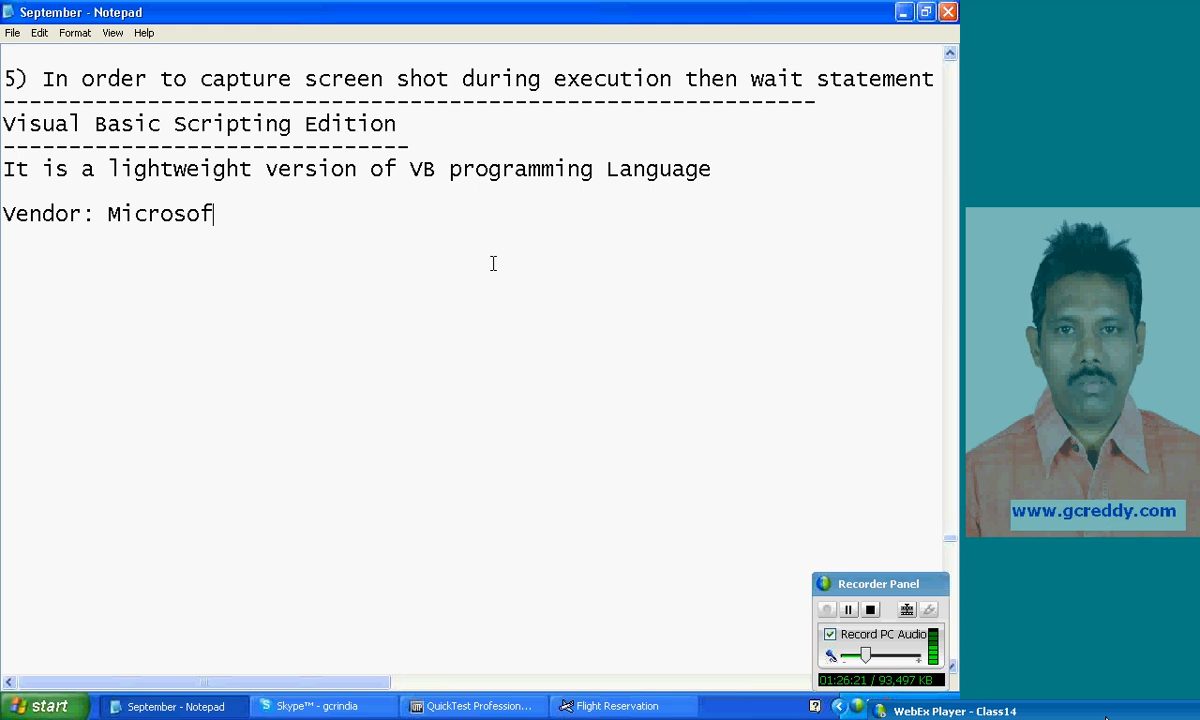 September - Notepad
File Edit Format View Help
5) In order to capture screen shot during execution then wait statement
---------------------------------------------------------------
Visual Basic Scripting Edition
-------------------------------
It is a lightweight version of VB programming Language
Vendor: Microsof
www.gcreddy.com
Recorder Panel
Record PC Audio
- +
01:26:21 / 93,497 KB
start
September - Notepad
Skype™ - gcrindia
QuickTest Profession...
Flight Reservation
WebEx Player - Class14